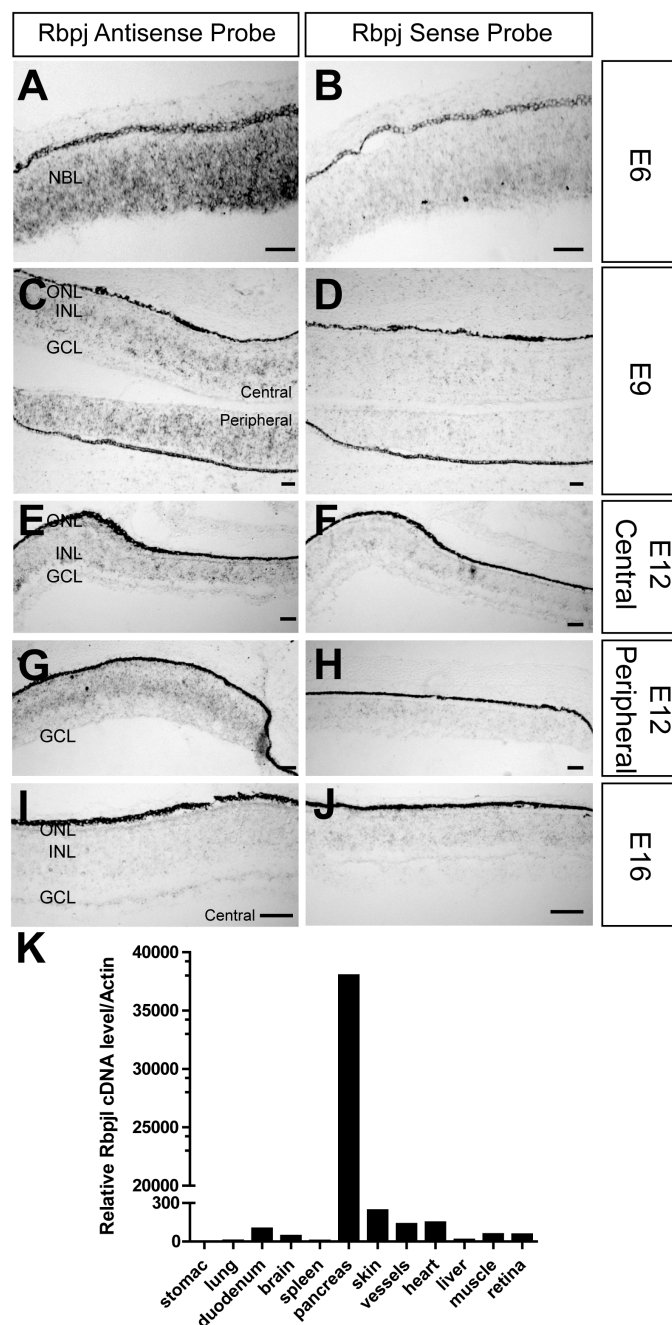 Rbpj Antisense Probe
Rbpj Sense Probe
A
NBL
B
E6
C
ONL
INL
GCL
Central
Peripheral
D
E9
E
ONL
INL
GCL
F
E12
Central
G
GCL
H
E12
Peripheral
I
ONL
INL
GCL
Central
J
E16
K
Relative Rbpjl cDNA level/Actin
40000
35000
30000
25000
20000
300
0
stomac
lung
duodenum
brain
spleen
pancreas
skin
vessels
heart
liver
muscle
retina